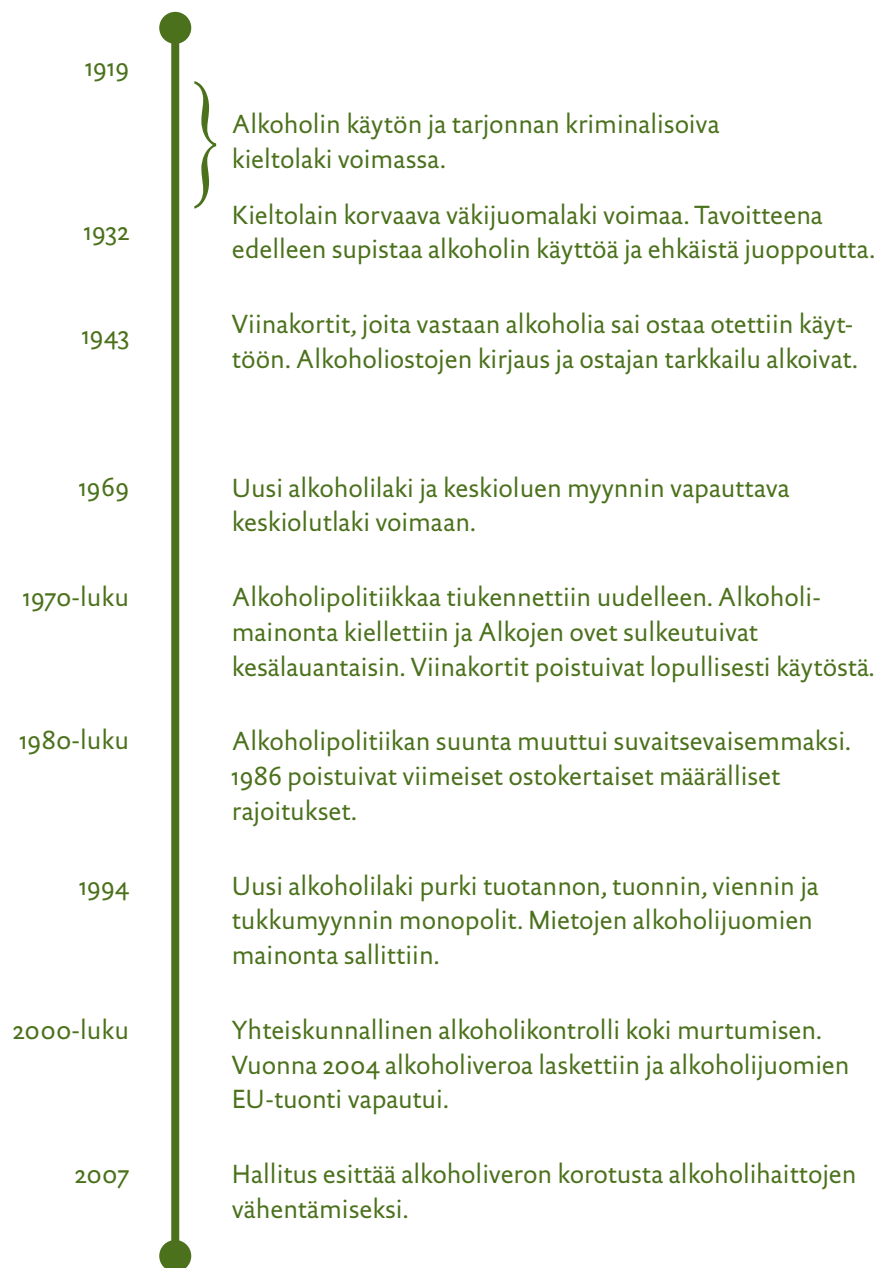 1919
Alkoholin käytön ja tarjonnan kriminalisoiva
kieltolaki voimassa.
1932
Kieltolain korvaava väkijuomalaki voimaa. Tavoitteena
edelleen supistaa alkoholin käyttöä ja ehkäistä juoppoutta.
1943
Viinakortit, joita vastaan alkoholia sai ostaa otettiin käyt-
töön. Alkoholiostojen kirjaus ja ostajan tarkkailu alkoivat.
1969
Uusi alkoholilaki ja keskioluen myynnin vapauttava
keskiolutlaki voimaan.
1970-luku
Alkoholipolitiikkaa tiukennettiin uudelleen. Alkoholi-
mainonta kiellettiin ja Alkojen ovet sulkeutuivat
kesälauantaisin. Viinakortit poistuivat lopullisesti käytöstä.
1980-luku
Alkoholipolitiikan suunta muuttui suvaitsevaisemmaksi.
1986 poistuivat viimeiset ostokertaiset määrälliset
rajoitukset.
1994
Uusi alkoholilaki purki tuotannon, tuonnin, viennin ja
tukkumyynnin monopolit. Mietojen alkoholijuomien
mainonta sallittiin.
2000-luku
Yhteiskunnallinen alkoholikontrolli koki murtumisen.
Vuonna 2004 alkoholiveroa laskettiin ja alkoholijuomien
EU-tuonti vapautui.
2007
Hallitus esittää alkoholiveron korotusta alkoholihaittojen
vähentämiseksi.